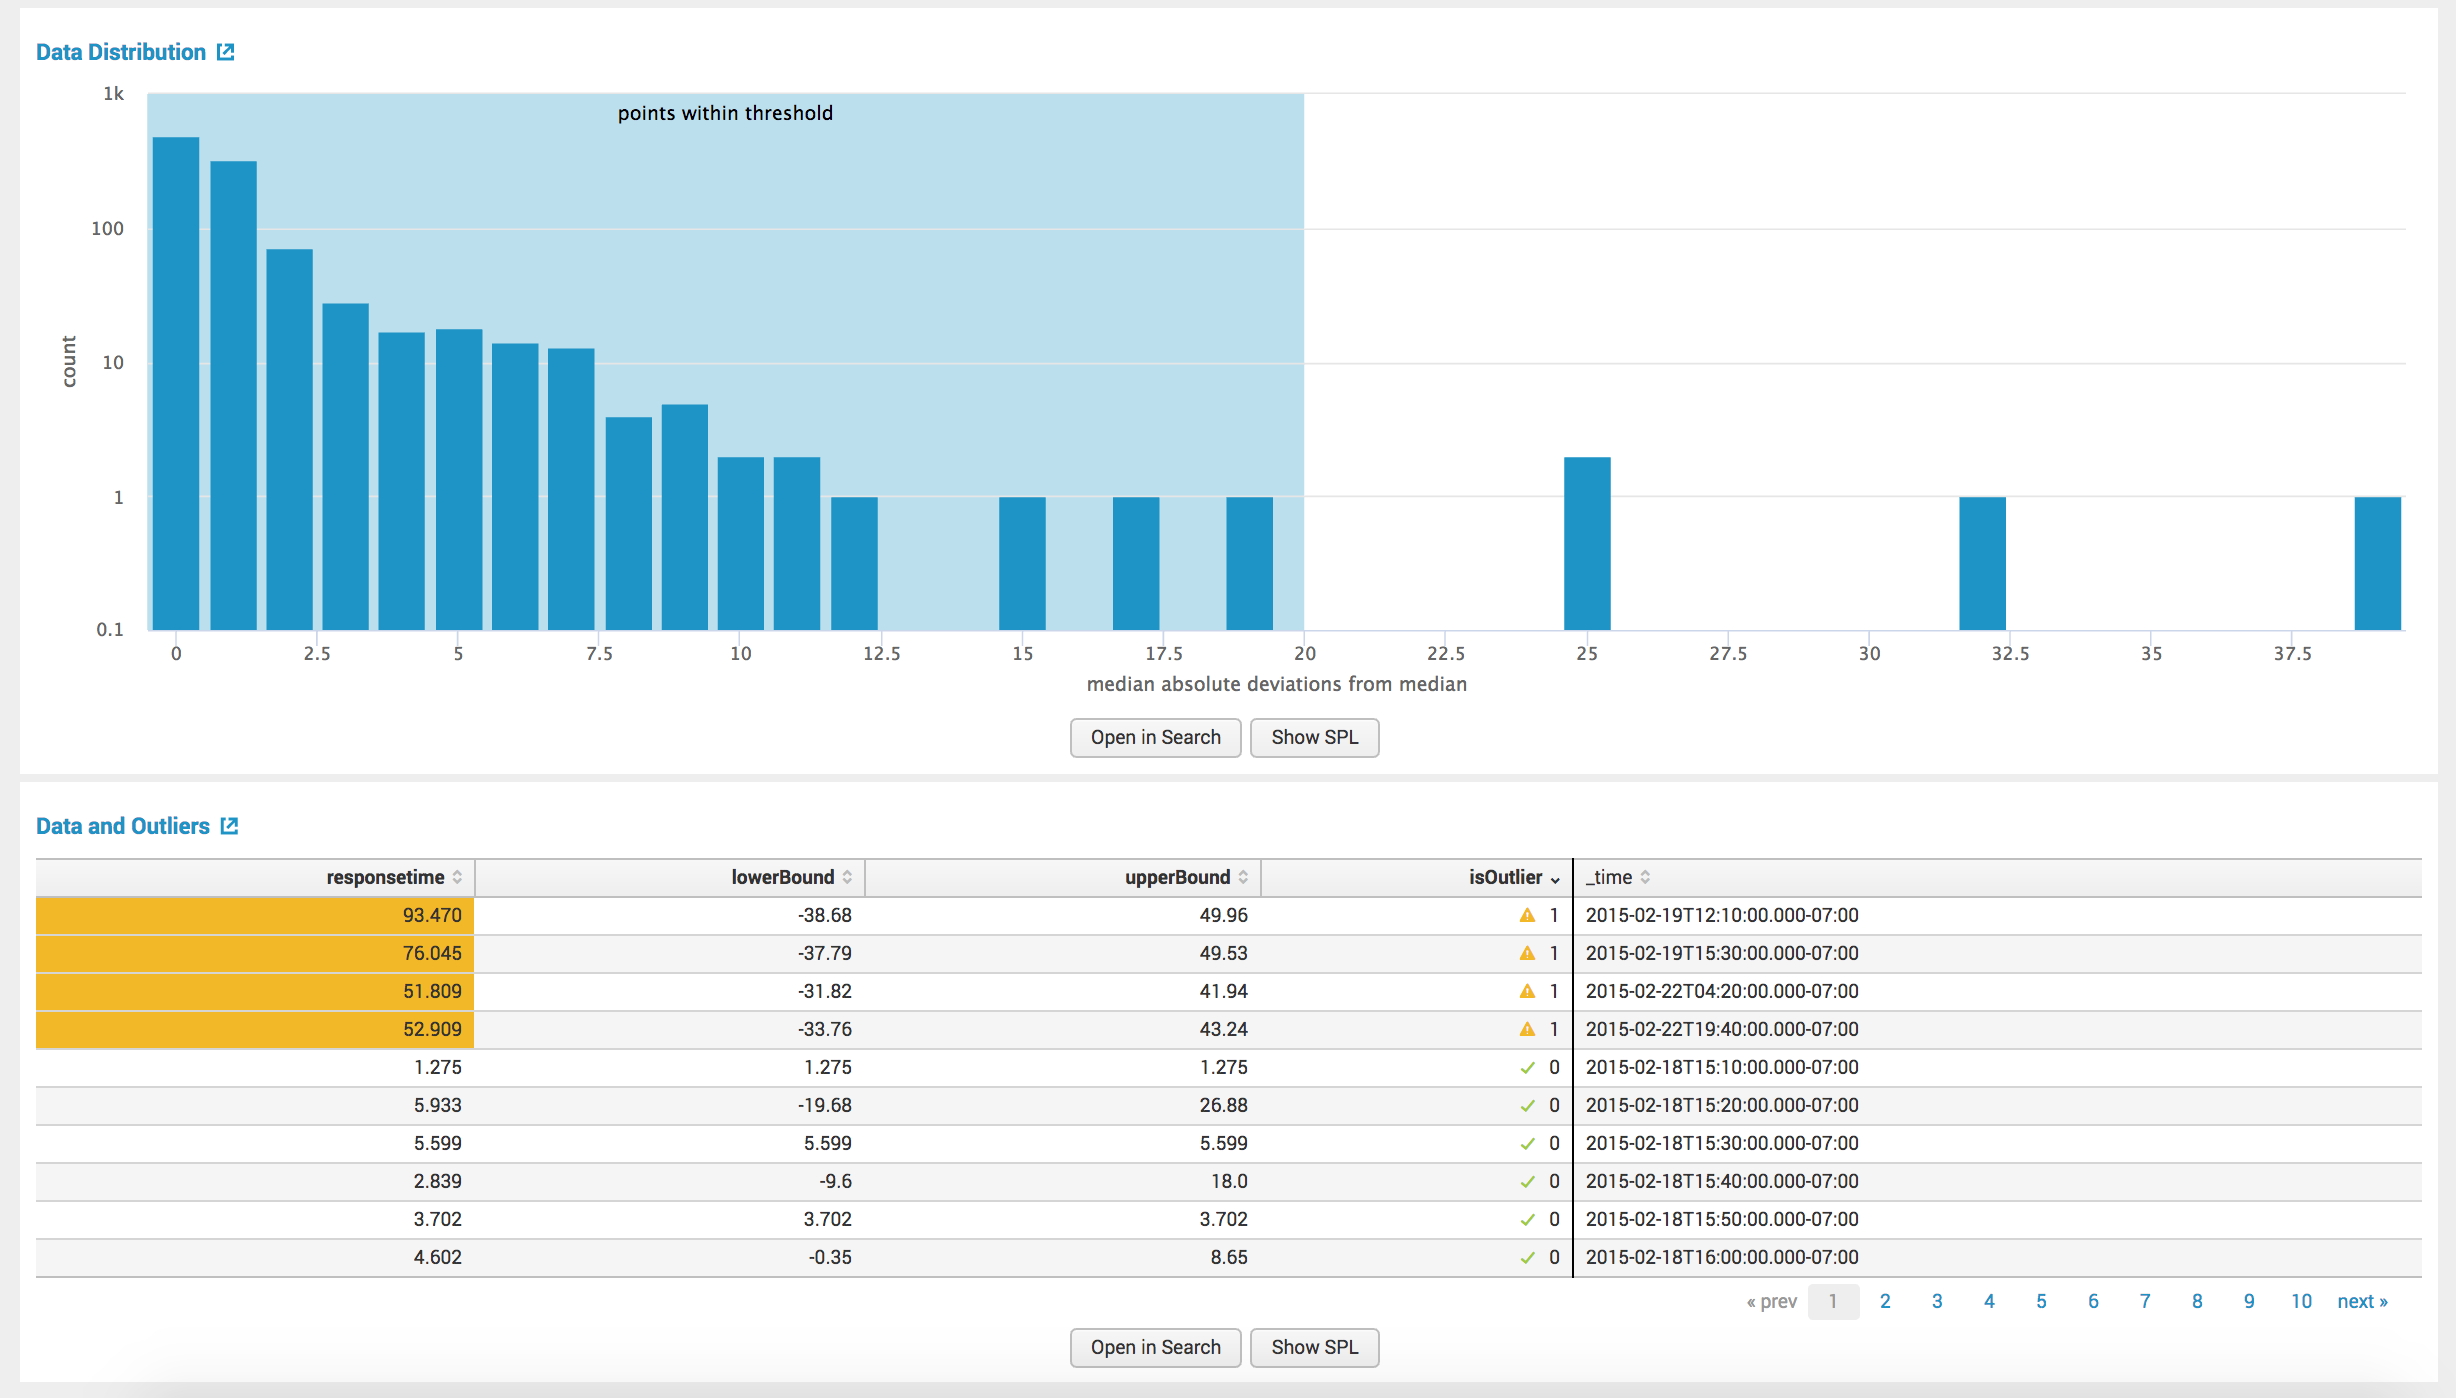 Data Distribution
1k
points within threshold
100
10
1
0.1
count
0 2.5 5 7.5 10 12.5 15 17.5 20 22.5 25 27.5 30 32.5 35 37.5
median absolute deviations from median
Open in Search Show SPL
Data and Outliers
responsetime lowerBound upperBound isOutlier _time
93.470 -38.68 49.96 1 2015-02-19T12:10:00.000-07:00
76.045 -37.79 49.53 1 2015-02-19T15:30:00.000-07:00
51.809 -31.82 41.94 1 2015-02-22T04:20:00.000-07:00
52.909 -33.76 43.24 1 2015-02-22T19:40:00.000-07:00
1.275 1.275 1.275 0 2015-02-18T15:10:00.000-07:00
5.933 -19.68 26.88 0 2015-02-18T15:20:00.000-07:00
5.599 5.599 5.599 0 2015-02-18T15:30:00.000-07:00
2.839 -9.6 18.0 0 2015-02-18T15:40:00.000-07:00
3.702 3.702 3.702 0 2015-02-18T15:50:00.000-07:00
4.602 -0.35 8.65 0 2015-02-18T16:00:00.000-07:00
« prev 1 2 3 4 5 6 7 8 9 10 next »
Open in Search Show SPL